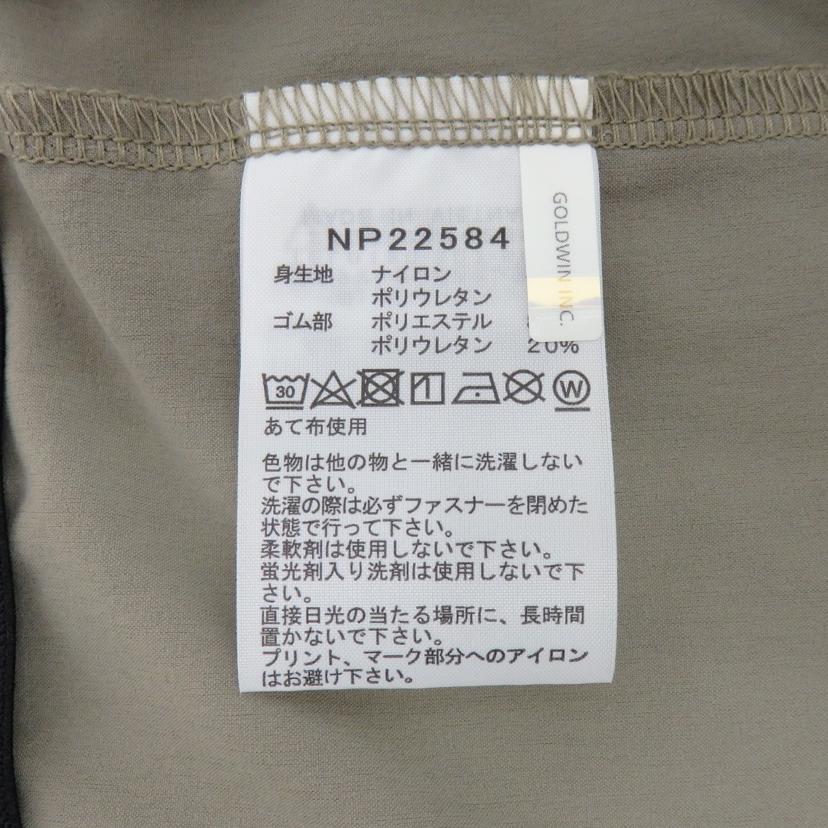 NP22584
GOLDWIN INC.
身生地 ナイロン
ポリウレタン
ゴム部 ポリエステル
ポリウレタン 20%
30
W
あて布使用
色物は他の物と一緒に洗濯しない
で下さい。
洗濯の際は必ずファスナーを閉めた
状態で行って下さい。
柔軟剤は使用しないで下さい。
蛍光剤入り洗剤は使用しないで下
さい。
直接日光の当たる場所に、長時間
置かないで下さい。
プリント、マーク部分へのアイロン
はお避け下さい。